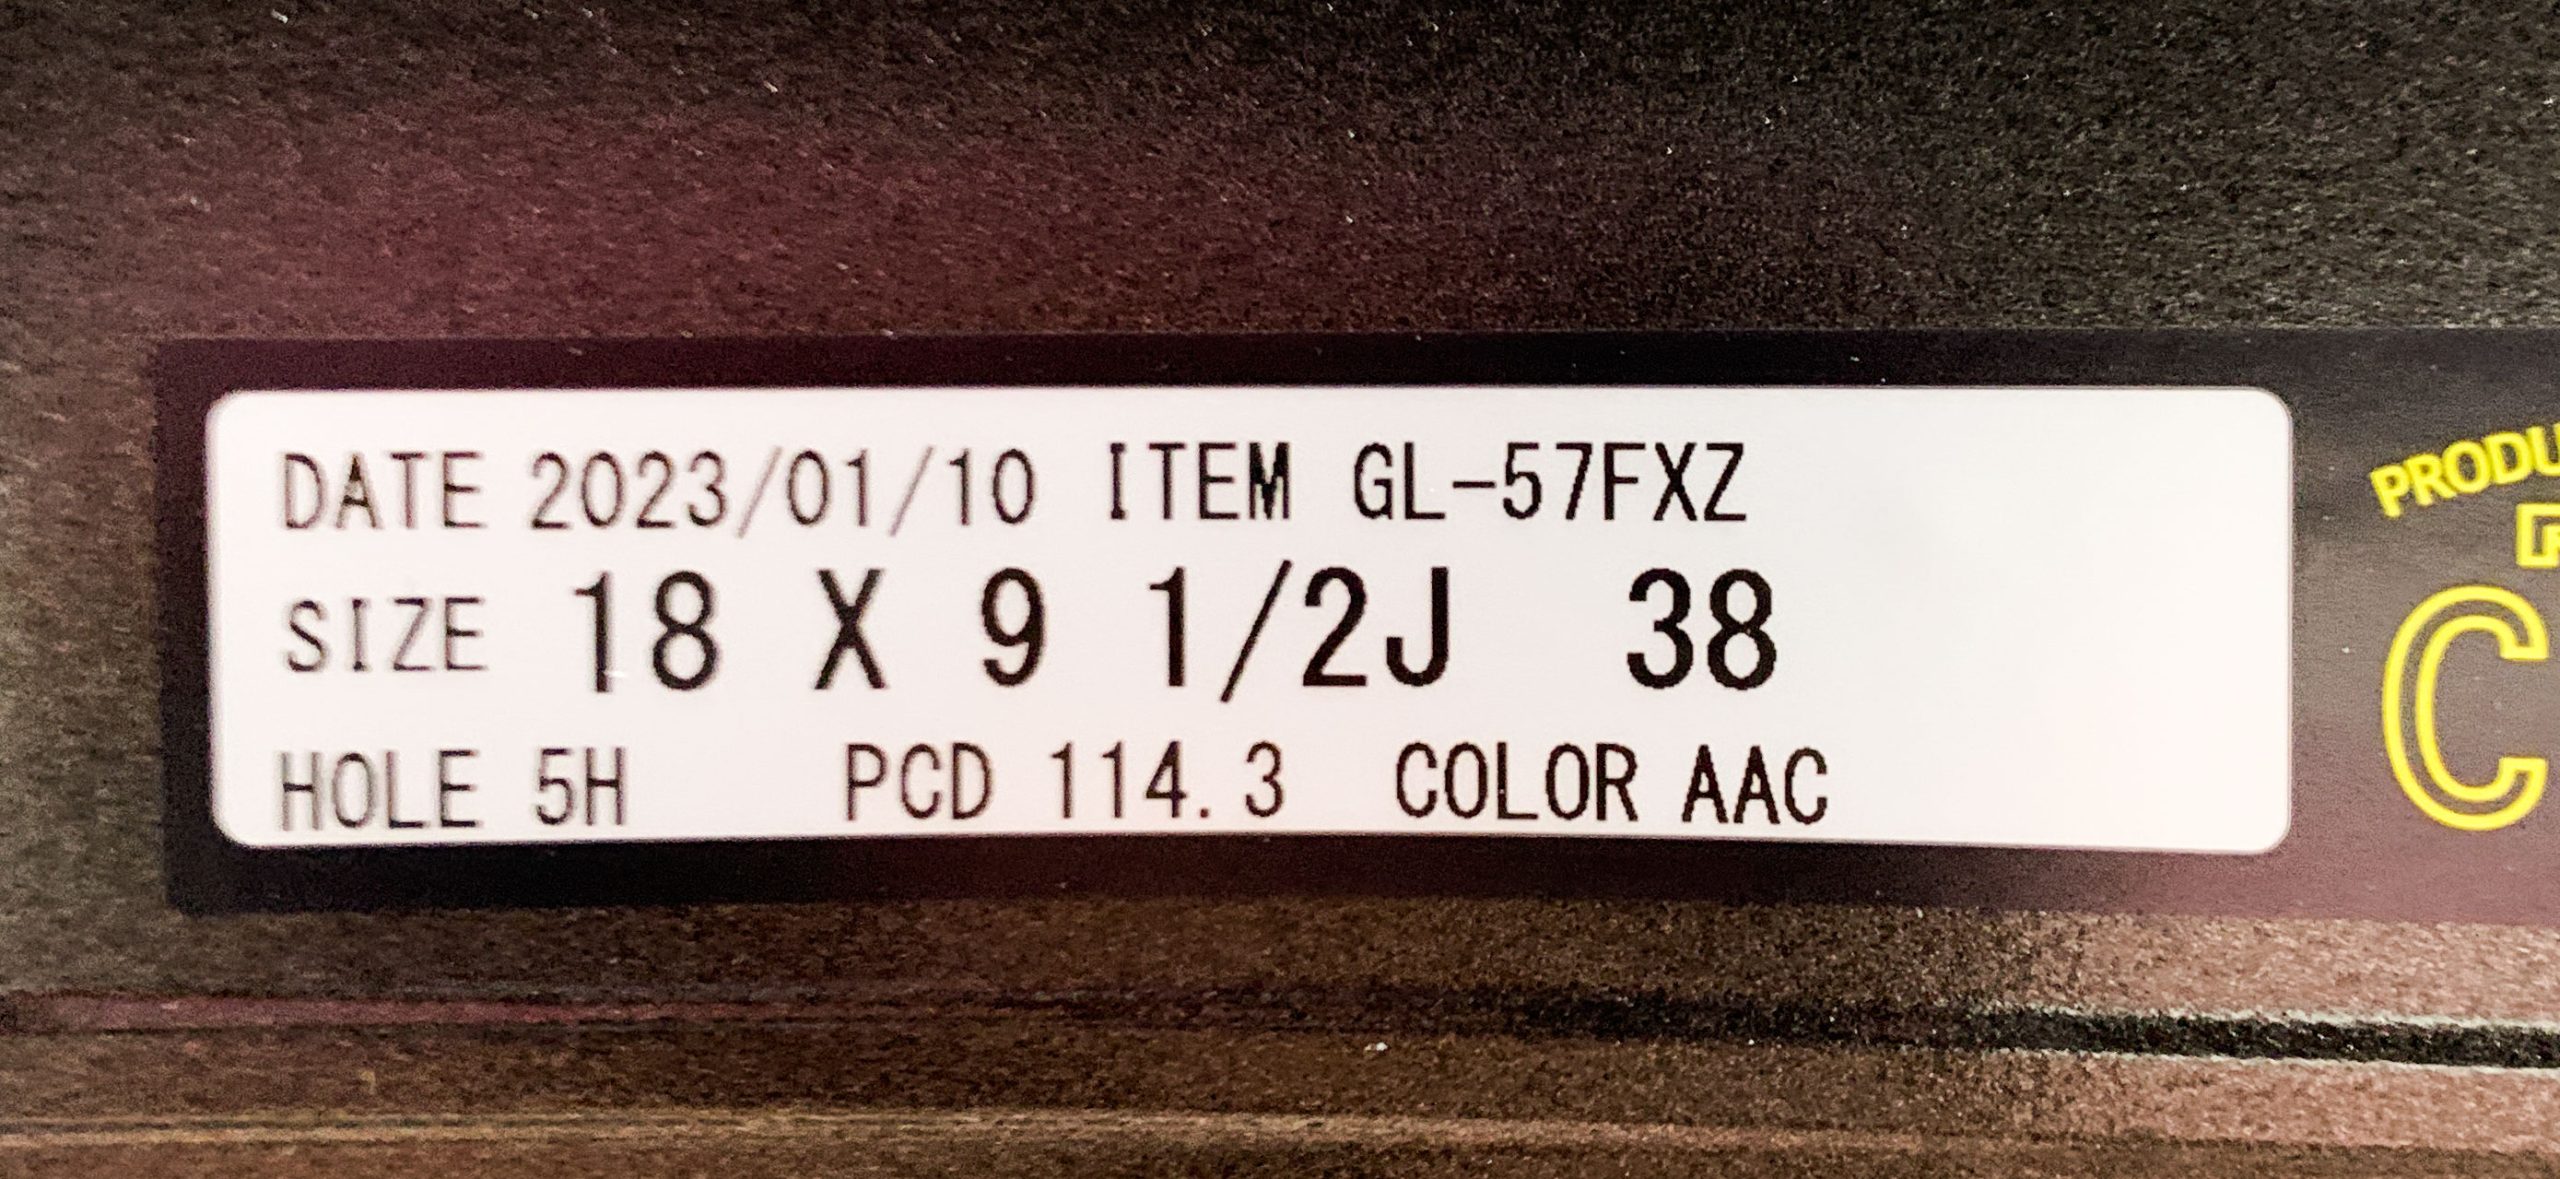 DATE 2023/01/10 ITEM GL-57FXZ
SIZE 18 X 9 1/2J 38
HOLE 5H PCD 114.3 COLOR AAC